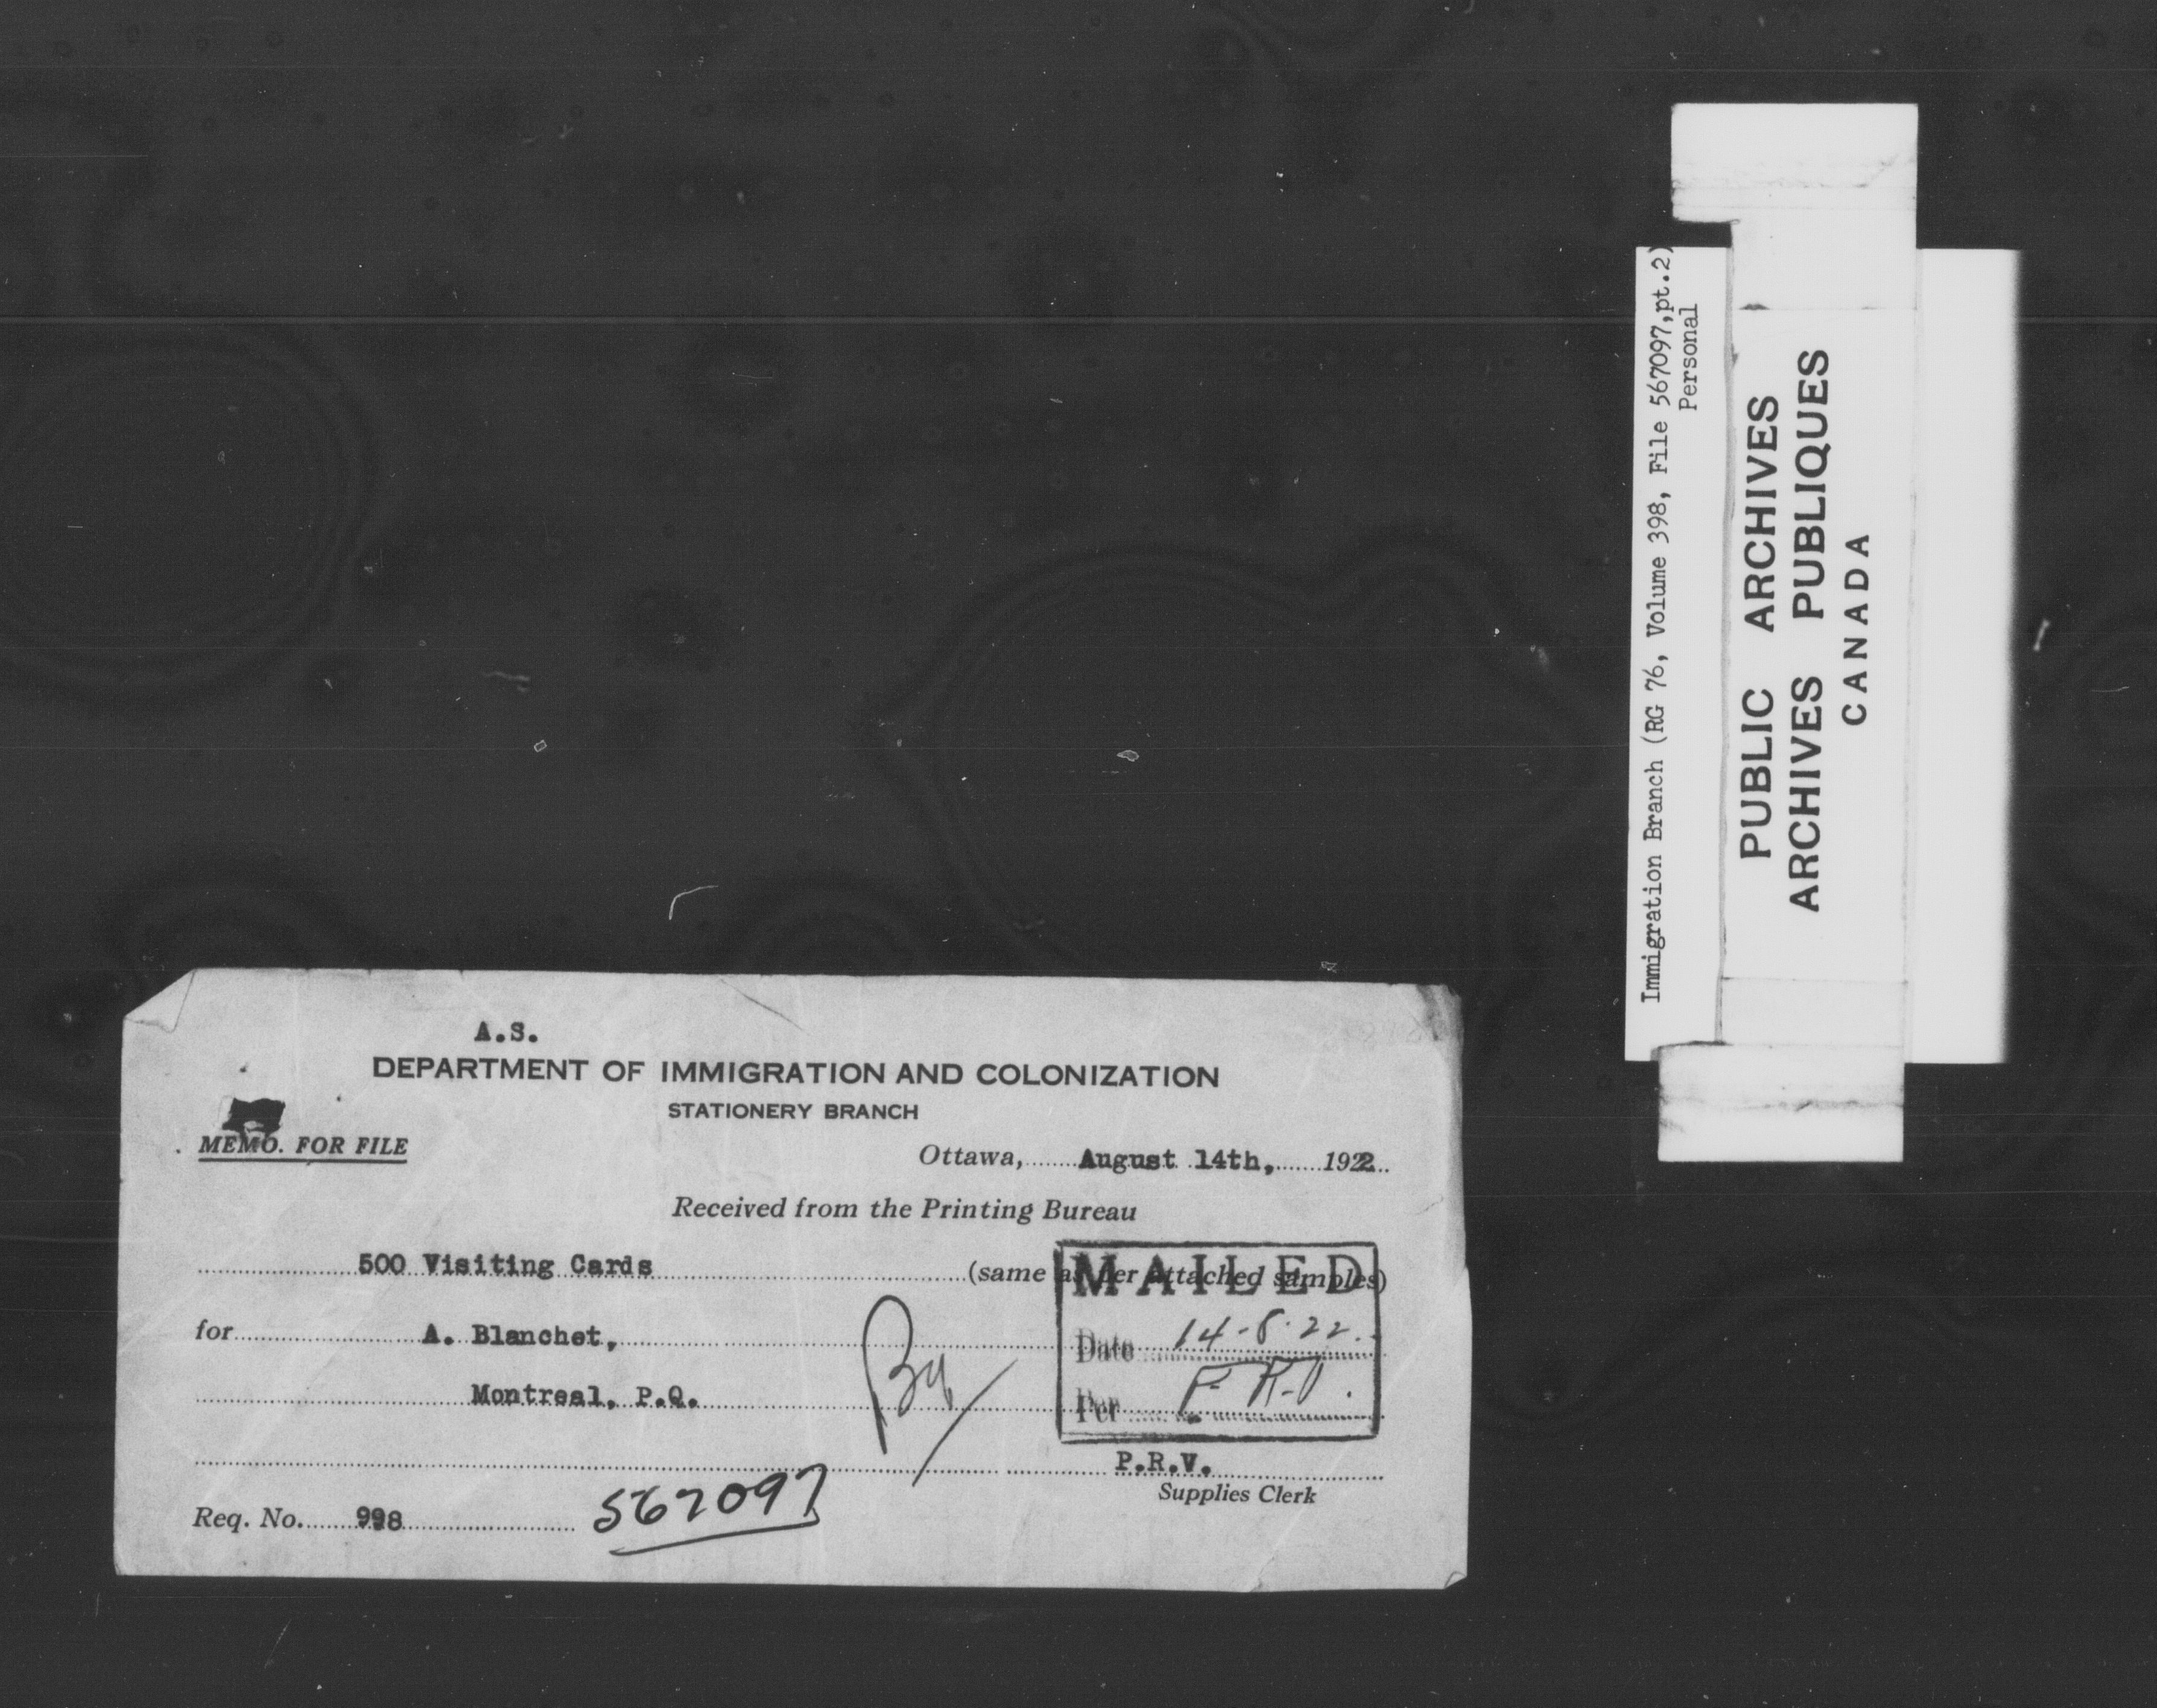 A.S.
DEPARTMENT OF IMMIGRATION AND COLONIZATION
STATIONERY BRANCH
MEMO. FOR FILE
Ottawa, August 14th, 1922
Received from the Printing Bureau
500 Visiting Cards (same as per attached samples)
MAILED
for A. Blanchet,
Date 14-8-22
Montreal, P.Q.
Per
P.R.V.
Supplies Clerk
Req. No. 998 567097
Immigration Branch (RG 76, Volume 398, File 567097,pt.2)
Personal
PUBLIC ARCHIVES
ARCHIVES PUBLIQUES
CANADA